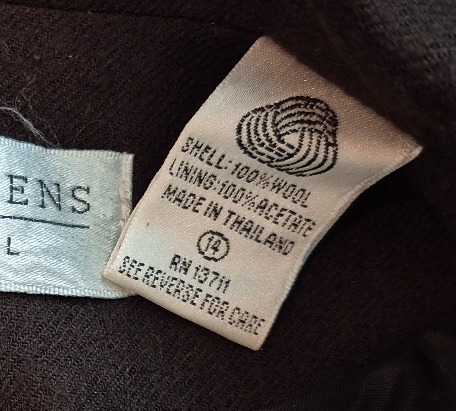 ENS
L
SHELL: 100% WOOL
LINING: 100% ACETATE
MADE IN THAILAND
14
RN 13711
SEE REVERSE FOR CARE